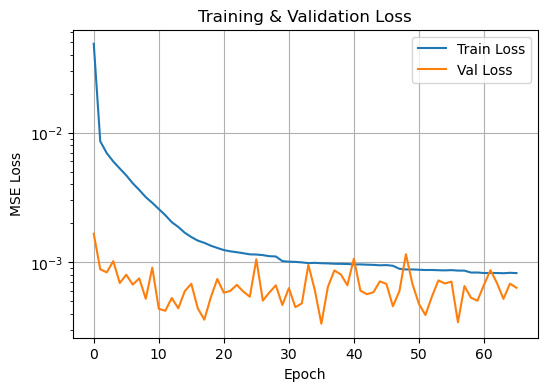 Training & Validation Loss
Train Loss
Val Loss
MSE Loss
10⁻²
10⁻³
0 10 20 30 40 50 60
Epoch